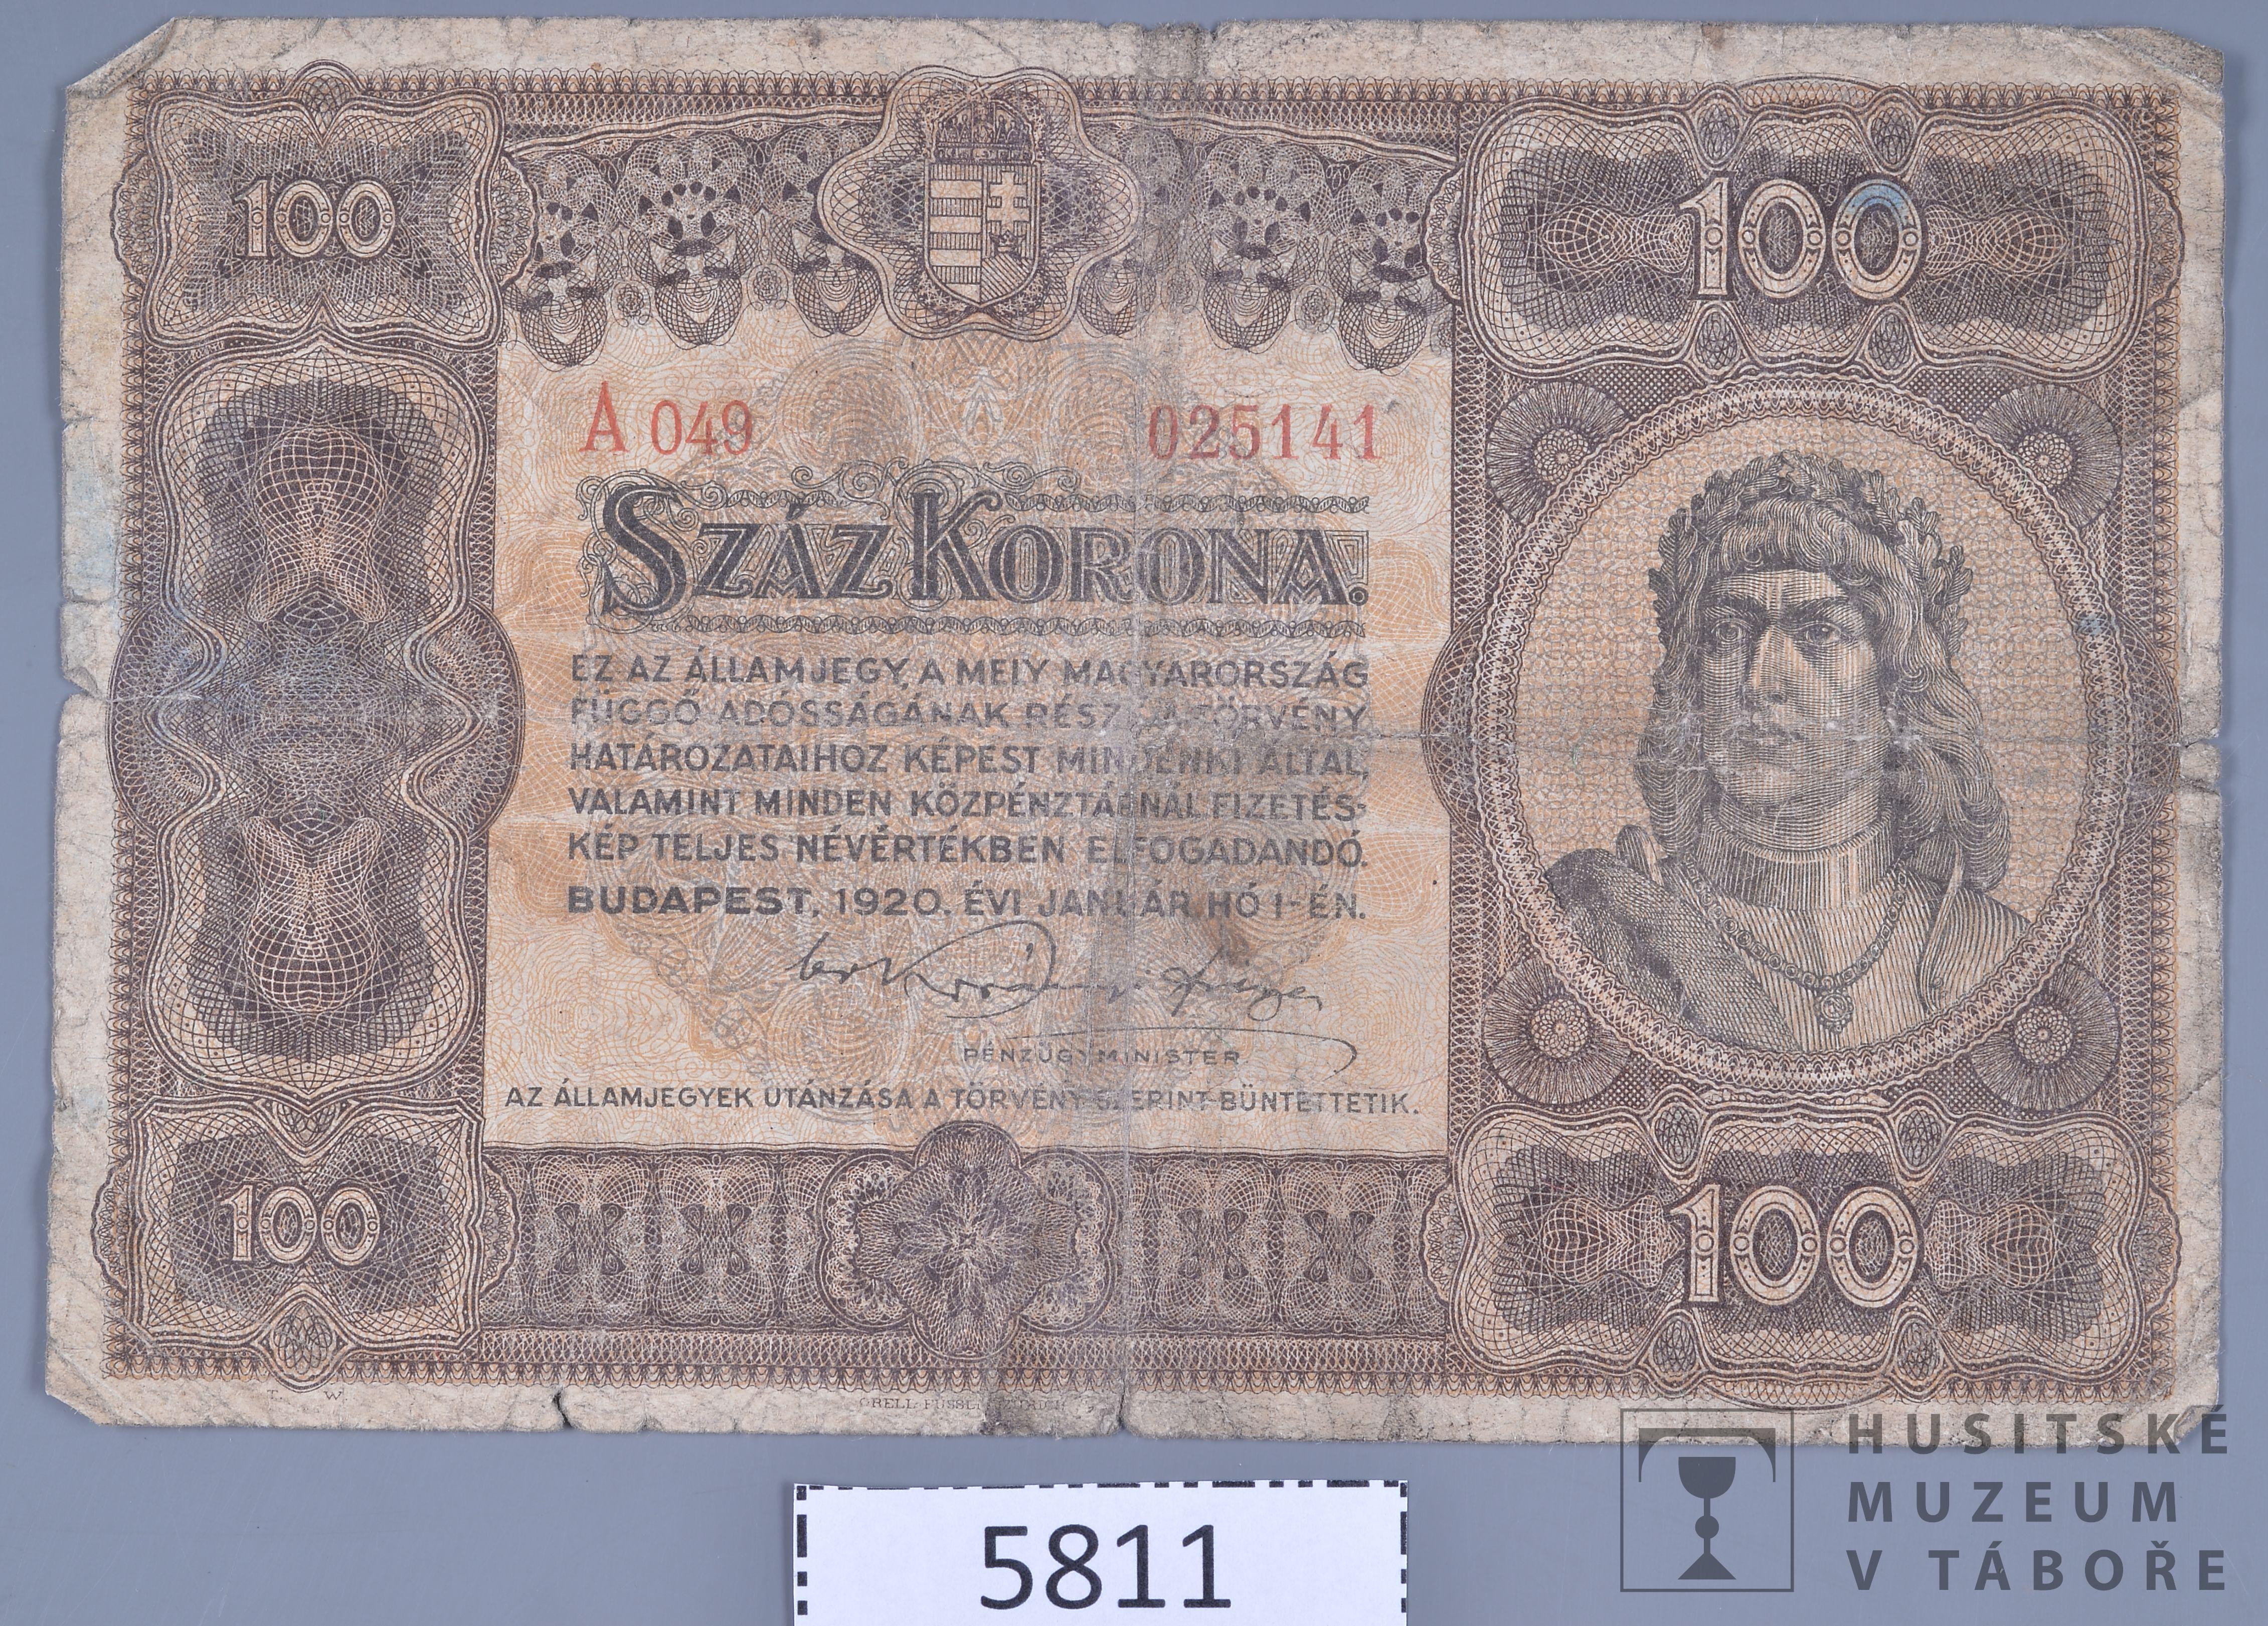 100
100
A 049 025141
SZÁZ KORONA.
EZ AZ ÁLLAMJEGY, A MELY MAGYARORSZÁG
FÜGGŐ ADÓSSÁGÁNAK RÉSZE, A TÖRVÉNY
HATÁROZATAIHOZ KÉPEST MINDENKI ÁLTAL,
VALAMINT MINDEN KÖZPÉNZTÁRNÁL FIZETÉS-
KÉP TELJES NÉVÉRTÉKBEN ELFOGADANDÓ.
BUDAPEST, 1920. ÉVI JANUÁR HÓ 1-ÉN.
PÉNZÜGYMINISTER
AZ ÁLLAMJEGYEK UTÁNZÁSA A TÖRVÉNY SZERINT BÜNTETTETIK.
100
100
T. W.
ORELL FÜSSLI
5811
HUSITSKÉ
MUZEUM
V TÁBOŘE